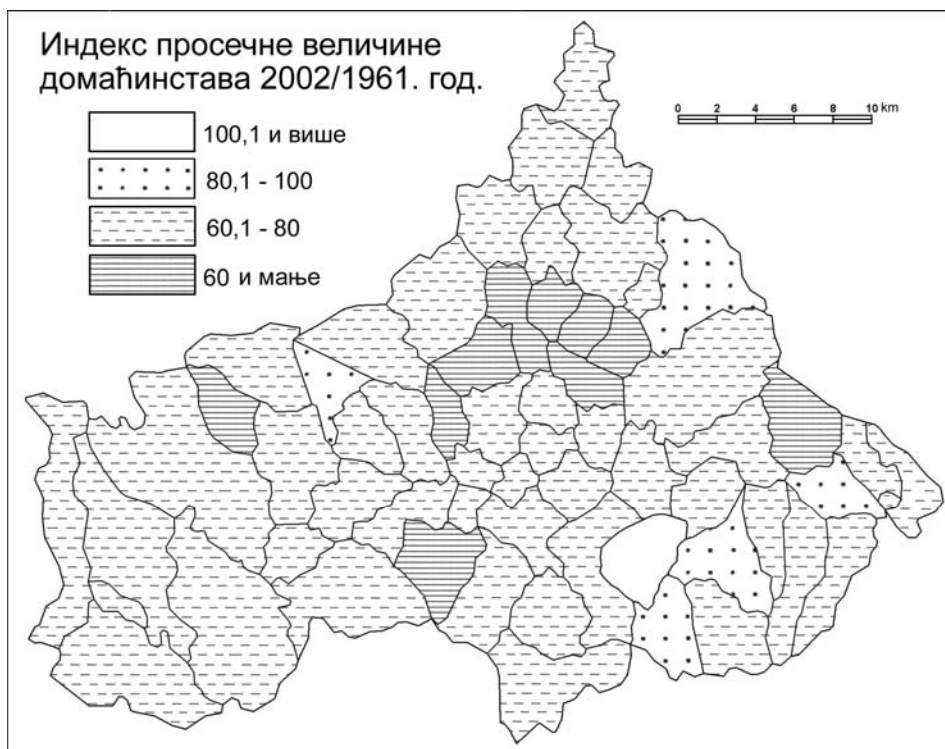 Индекс просечне величине
домаћинстава 2002/1961. год.
100,1 и више
80,1 - 100
60,1 - 80
60 и мање
0 2 4 6 8 10 km